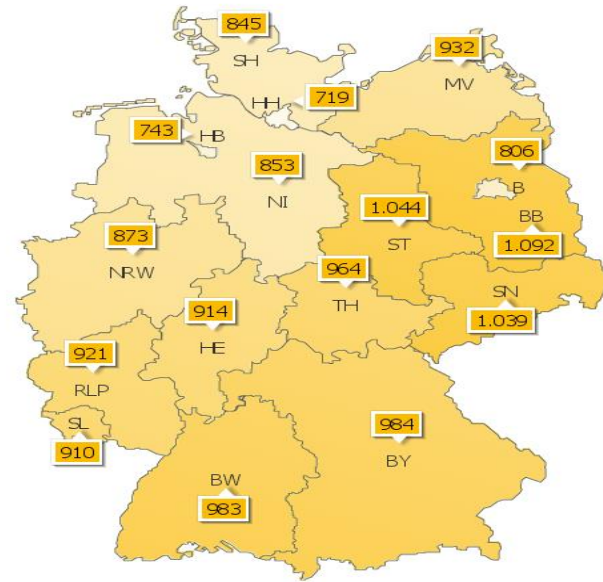 845
SH
932
MV
HH
719
743
HB
806
B
853
NI
1.044
ST
BB
1.092
873
NRW
964
TH
SN
1.039
914
HE
921
RLP
SL
910
984
BY
BW
983